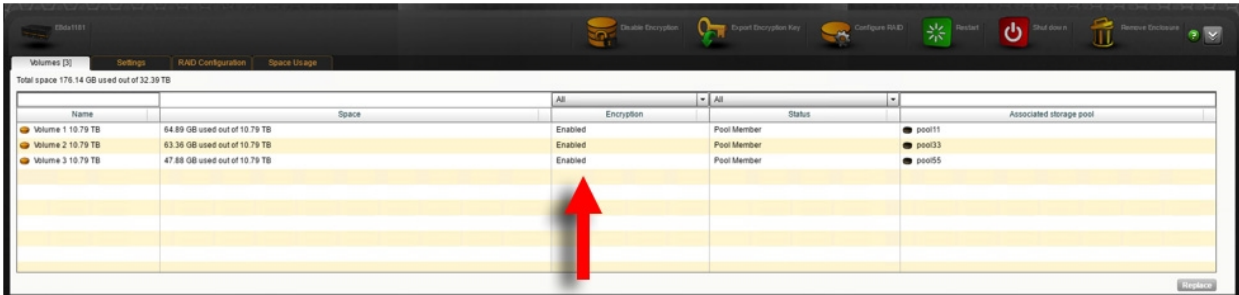 ESda1181
Disable Encryption
Export Encryption Key
Configure RAID
Restart
Shut down
Remove Enclosure
Volumes [3]
Settings
RAID Configuration
Space Usage
Total space 176.14 GB used out of 32.39 TB
All
All
Name
Space
Encryption
Status
Associated storage pool
Volume 1 10.79 TB
64.89 GB used out of 10.79 TB
Enabled
Pool Member
pool11
Volume 2 10.79 TB
63.36 GB used out of 10.79 TB
Enabled
Pool Member
pool33
Volume 3 10.79 TB
47.88 GB used out of 10.79 TB
Enabled
Pool Member
pool55
Replace